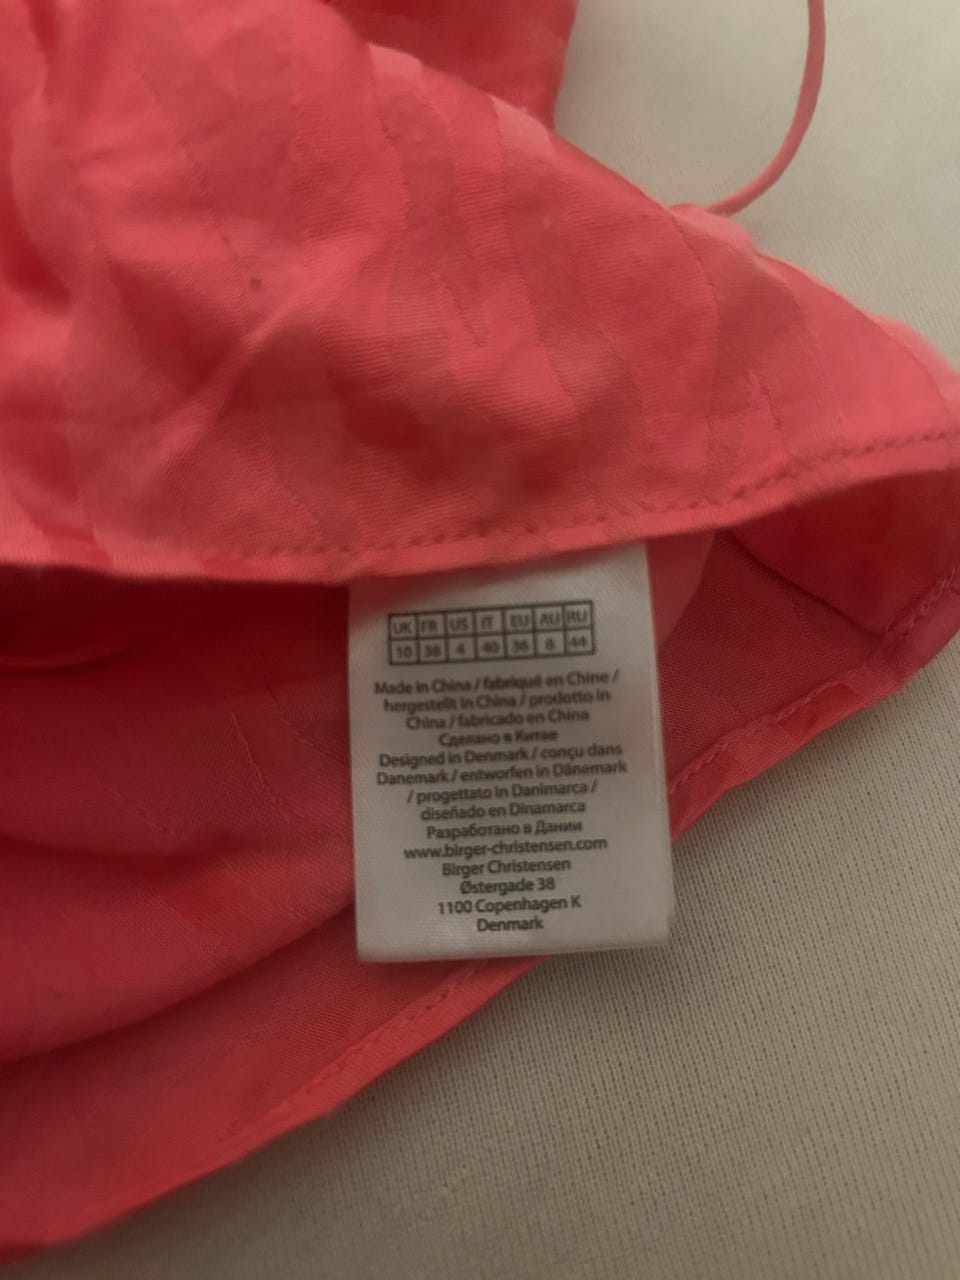 UK FR US IT EU AU RU
10 38 4 40 36 8 44
Made in China / fabriqué en Chine /
hergestellt in China / prodotto in
China / fabricado en China
Сделано в Китае
Designed in Denmark / conçu dans
Danemark / entworfen in Dänemark
/ progettato in Danimarca /
diseñado en Dinamarca
Разработано в Дании
www.birger-christensen.com
Birger Christensen
Østergade 38
1100 Copenhagen K
Denmark